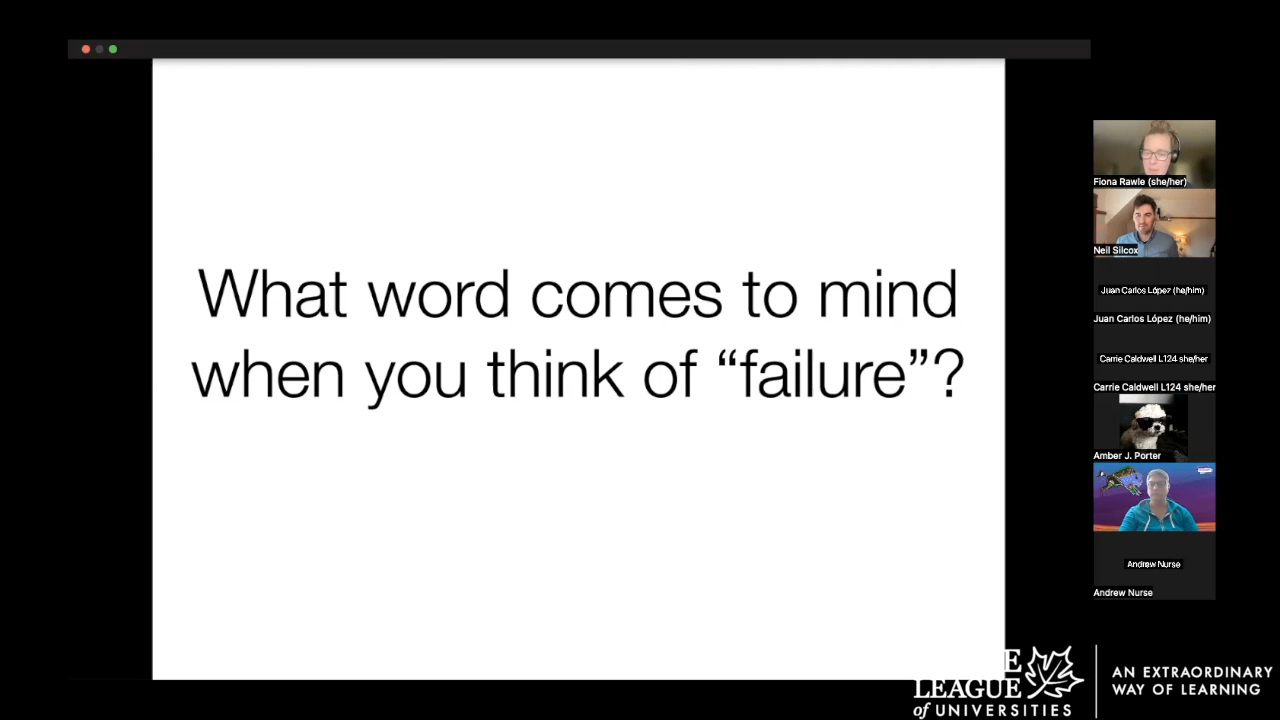 What word comes to mind
when you think of “failure”?
Fiona Rawle (she/her)
Neil Silcox
Juan Carlos López (he/him)
Juan Carlos López (he/him)
Carrie Caldwell L124 she/her
Carrie Caldwell L124 she/her
Amber J. Porter
Andrew Nurse
Andrew Nurse
LEAGUE
of UNIVERSITIES
AN EXTRAORDINARY
WAY OF LEARNING